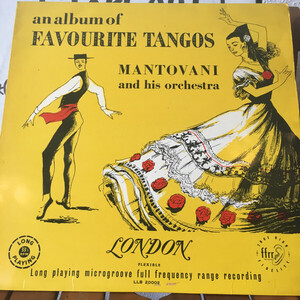 an album of
FAVOURITE TANGOS
MANTOVANI
and his orchestra
LONG
PLAYING
ffrr
LONDON
FLEXIBLE
Long playing microgroove full frequency range recording
LLB 20002